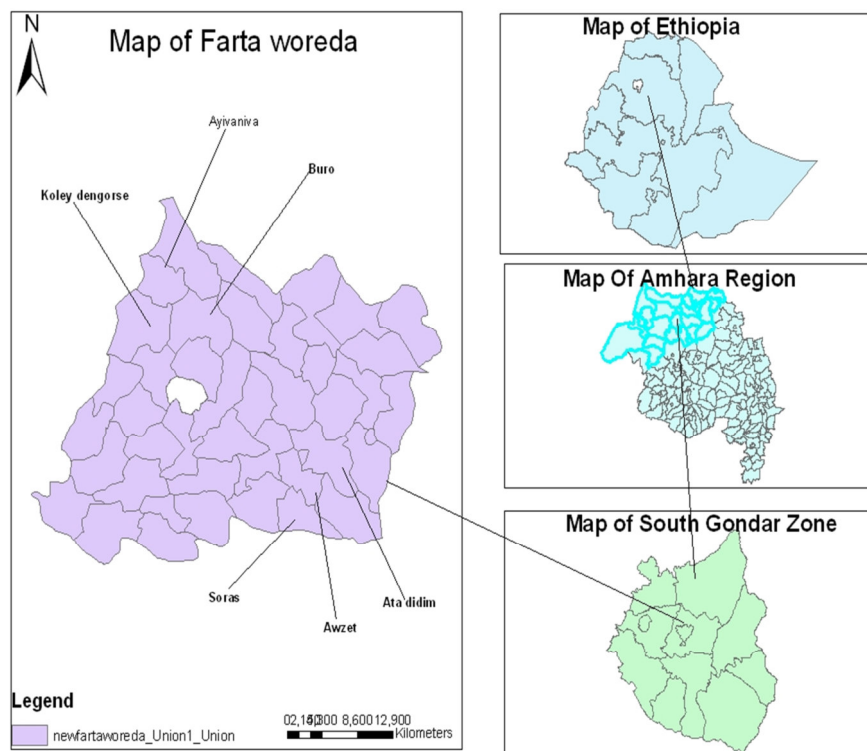 N
Map of Farta woreda
Ayivaniva
Buro
Koley dengorse
Soras
Awzet
Ata didim
Legend
newfartaworeda_Union1_Union
Kilometers
8,600
12,900
Map of Ethiopia
Map Of Amhara Region
Map of South Gondar Zone